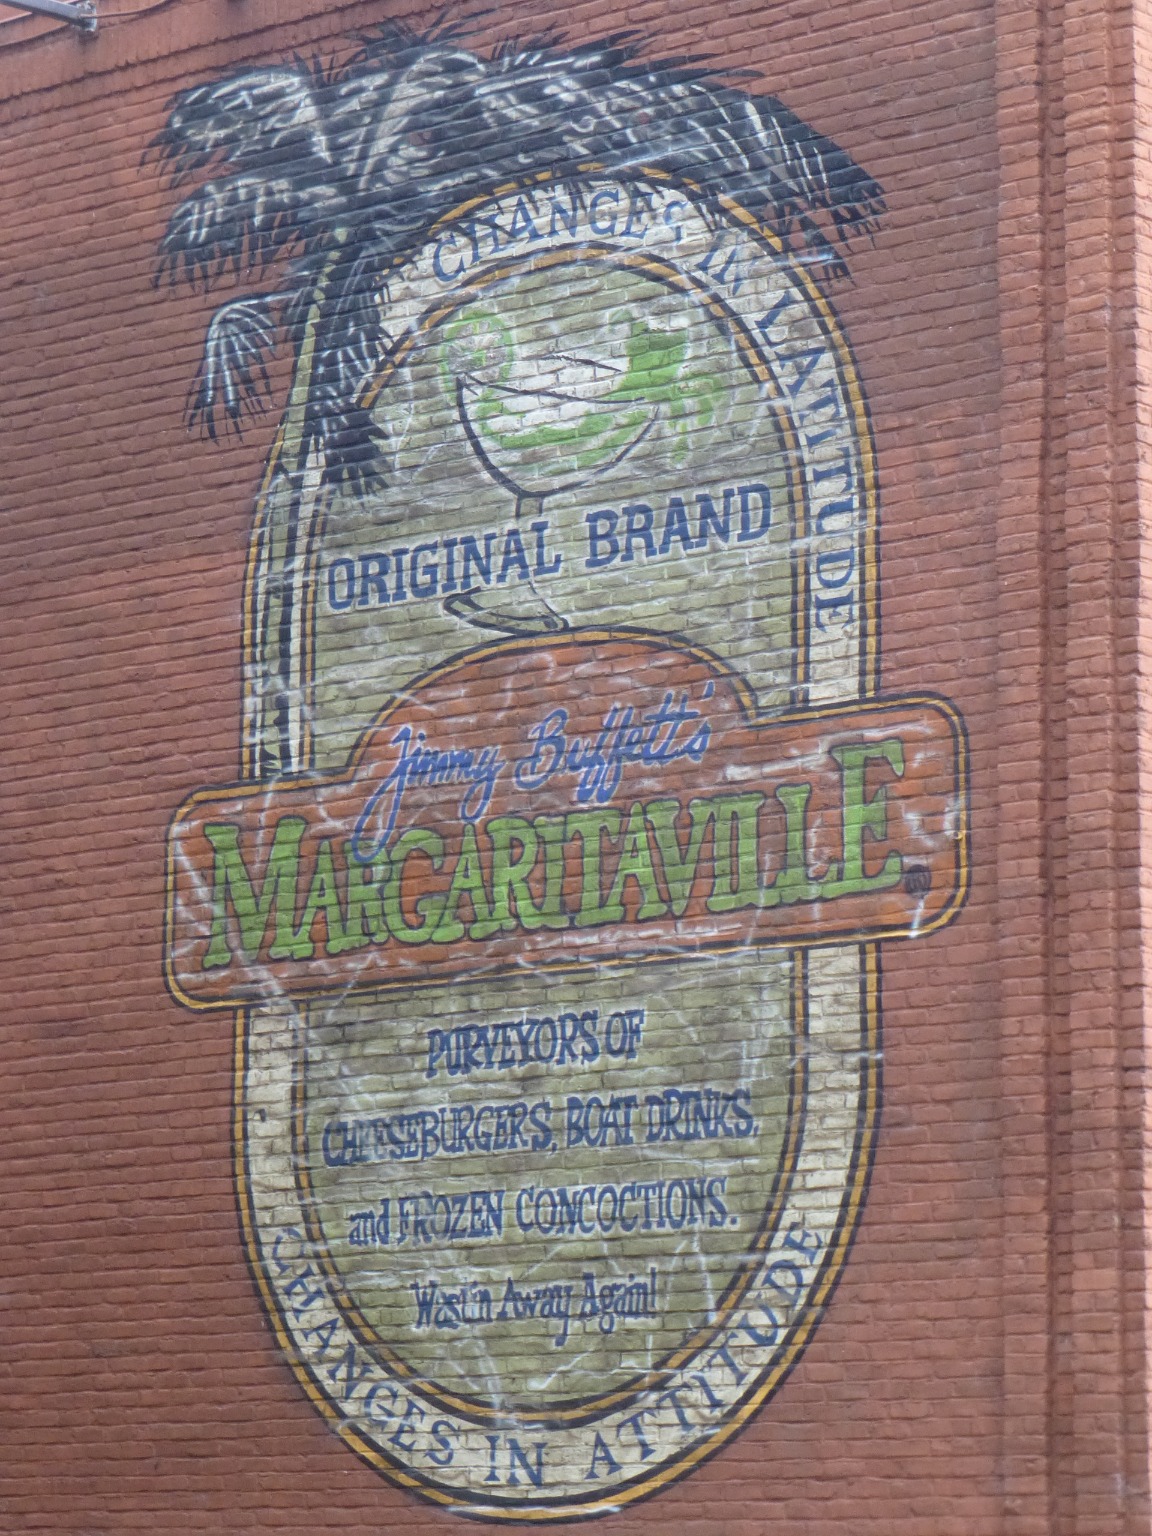 CHANGES IN LATITUDE
ORIGINAL BRAND
Jimmy Buffett's
MARGARITAVILLE
PURVEYORS OF
CHEESEBURGERS, BOAT DRINKS,
and FROZEN CONCOCTIONS.
Wastin Away Again!
CHANGES IN ATTITUDE